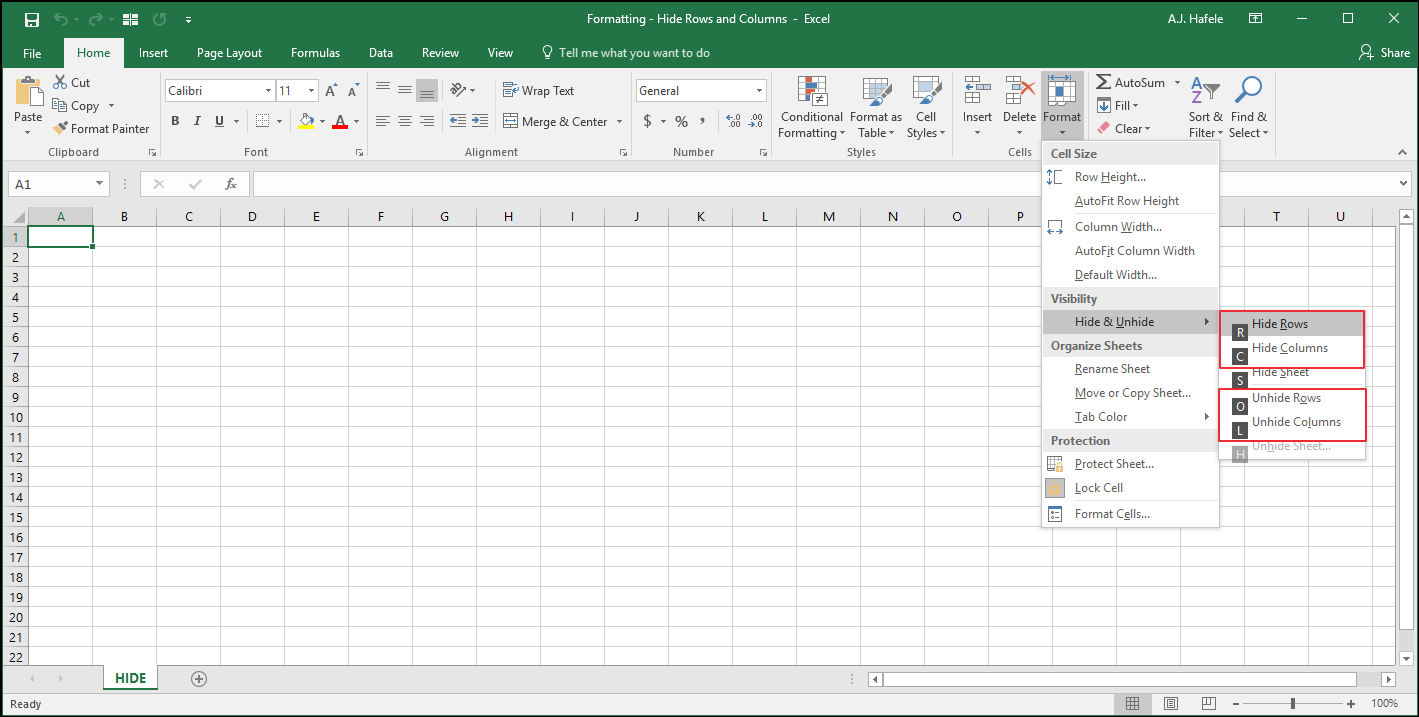 Formatting - Hide Rows and Columns - Excel
A.J. Hafele
File Home Insert Page Layout Formulas Data Review View Tell me what you want to do Share
Paste
Cut
Copy
Format Painter
Clipboard
Calibri 11
B I U
Font
Wrap Text
Merge & Center
Alignment
General
$ % ,
Number
Conditional Formatting
Format as Table
Cell Styles
Styles
Insert Delete Format
Cells
AutoSum
Fill
Clear
Sort & Filter
Find & Select
A1
fx
A B C D E F G H I J K L M N O P T U
1
2
3
4
5
6
7
8
9
10
11
12
13
14
15
16
17
18
19
20
21
22
Cell Size
Row Height...
AutoFit Row Height
Column Width...
AutoFit Column Width
Default Width...
Visibility
Hide & Unhide
Organize Sheets
Rename Sheet
Move or Copy Sheet...
Tab Color
Protection
Protect Sheet...
Lock Cell
Format Cells...
R Hide Rows
C Hide Columns
S Hide Sheet
O Unhide Rows
L Unhide Columns
H Unhide Sheet...
HIDE
Ready
100%